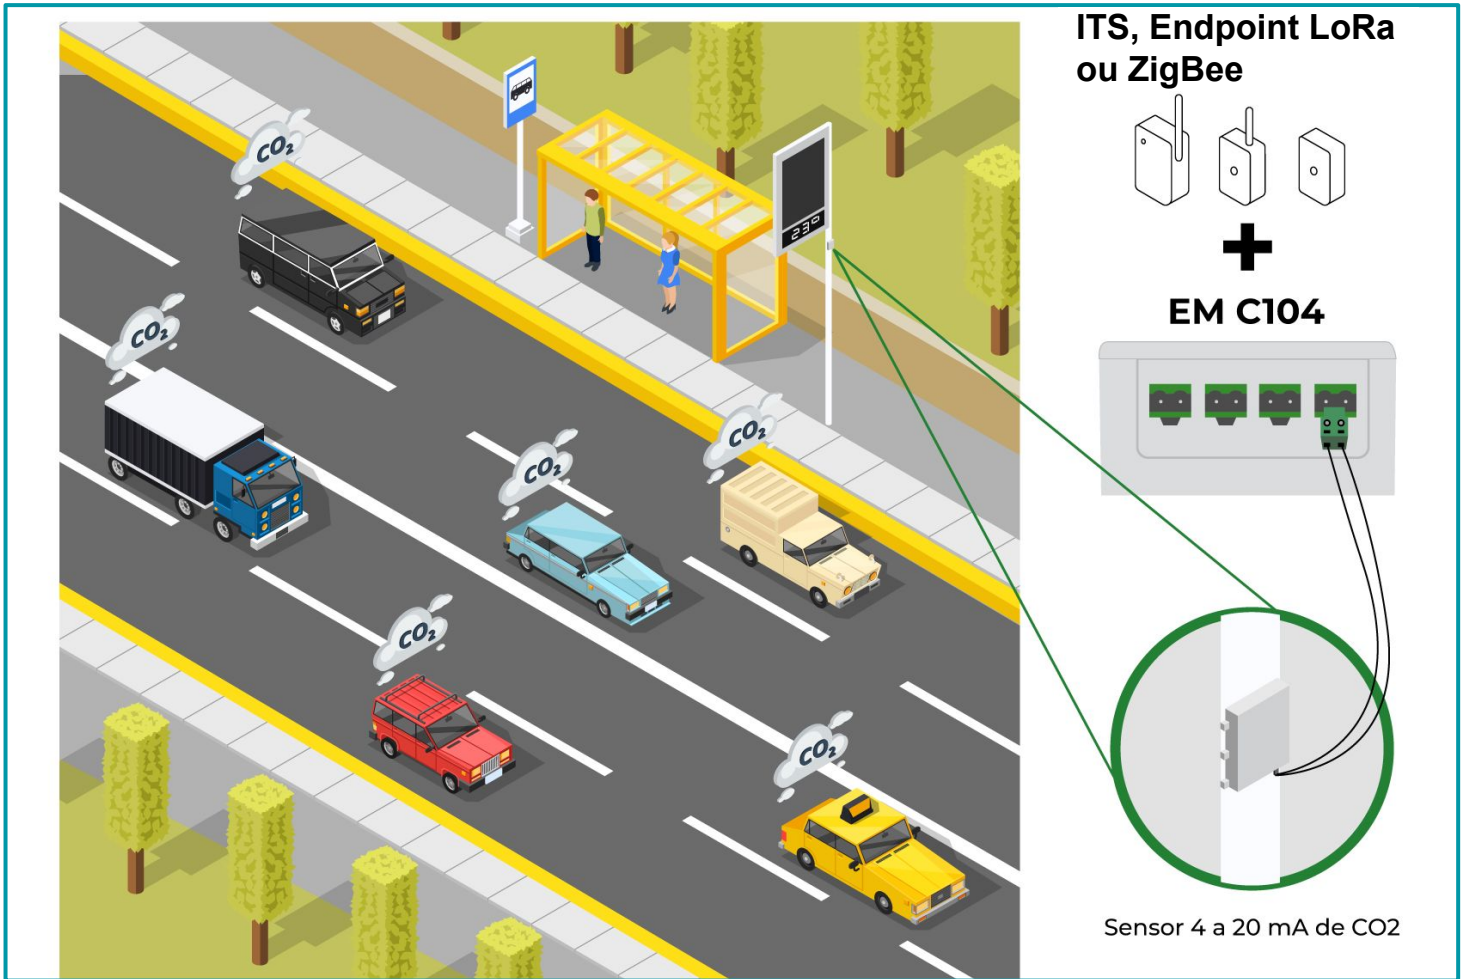 ITS, Endpoint LoRa
ou ZigBee
EM C104
Sensor 4 a 20 mA de CO2
CO₂
CO₂
CO₂
CO₂
CO₂
CO₂
23º